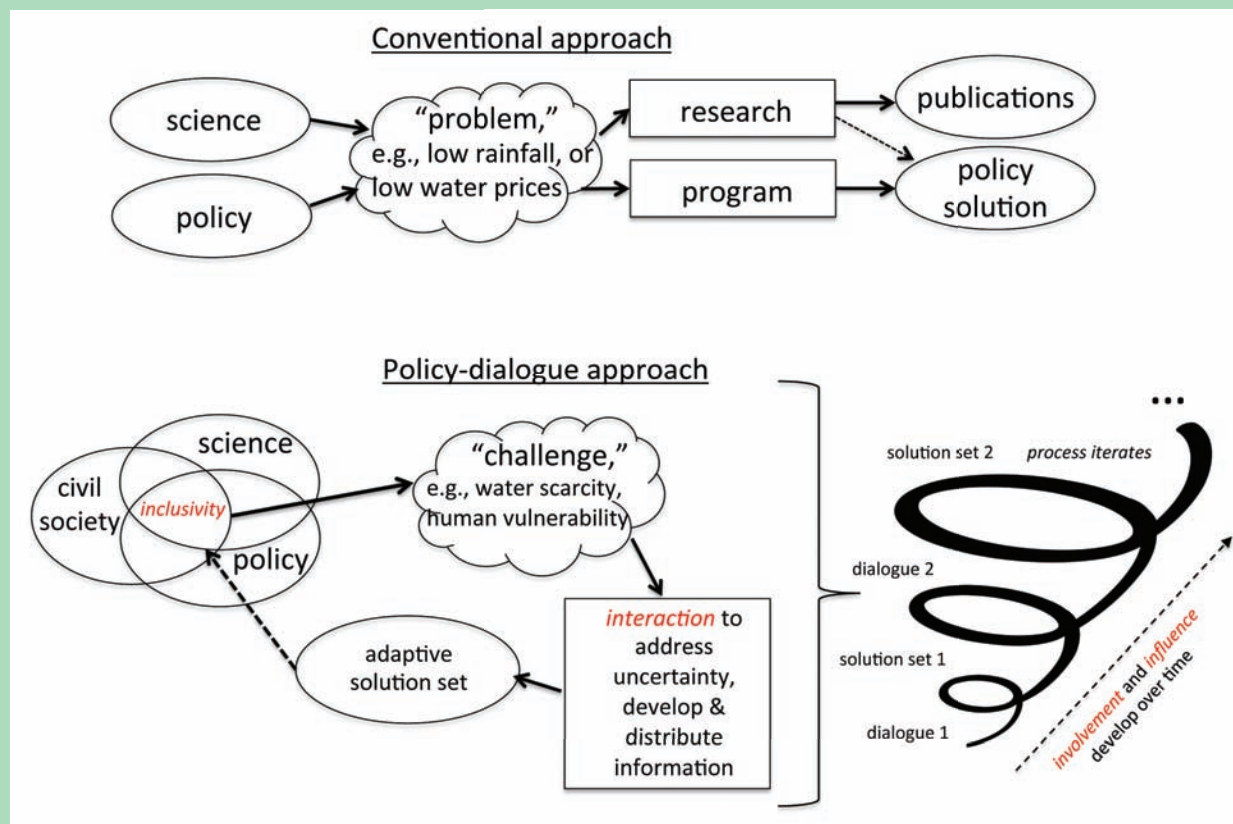 Conventional approach
science
policy
“problem,”
e.g., low rainfall, or
low water prices
research
program
publications
policy
solution
Policy-dialogue approach
science
civil
society
inclusivity
policy
“challenge,”
e.g., water scarcity,
human vulnerability
interaction to
address
uncertainty,
develop &
distribute
information
adaptive
solution set
...
solution set 2
process iterates
dialogue 2
solution set 1
dialogue 1
involvement and influence
develop over time